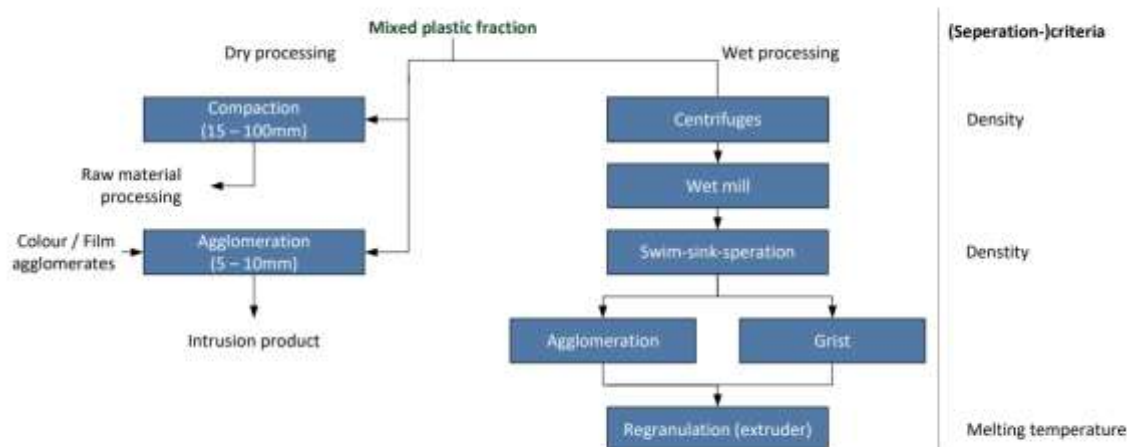 Mixed plastic fraction
(Seperation-)criteria
Dry processing
Wet processing
Compaction
(15 – 100mm)
Centrifuges
Density
Raw material
processing
Wet mill
Colour / Film
agglomerates
Agglomeration
(5 – 10mm)
Swim-sink-speration
Denstity
Intrusion product
Agglomeration
Grist
Regranulation (extruder)
Melting temperature